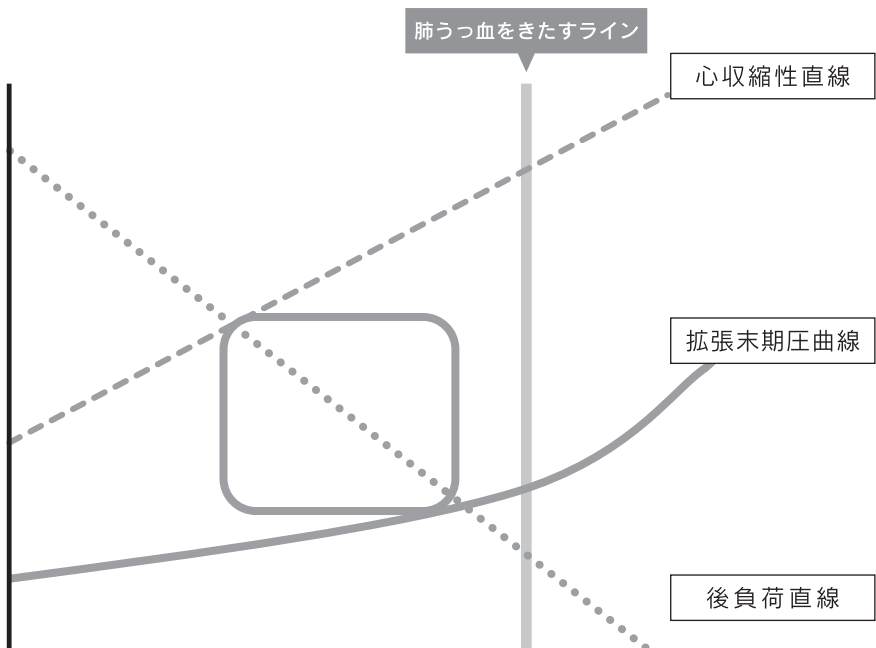 肺うっ血をきたすライン
心収縮性直線
拡張末期圧曲線
後負荷直線